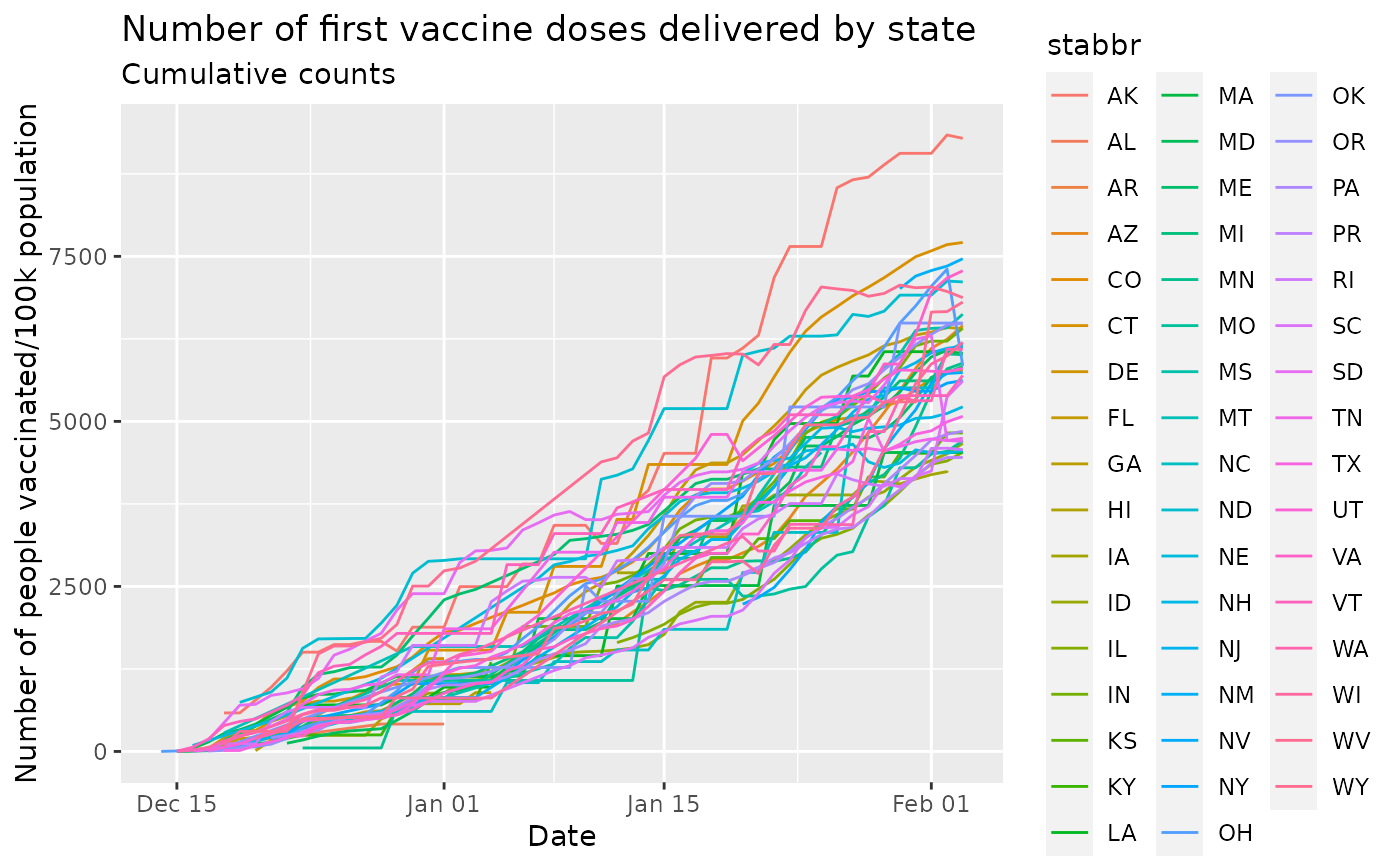 Number of first vaccine doses delivered by state
Cumulative counts
Number of people vaccinated/100k population
7500
5000
2500
0
Dec 15
Jan 01
Jan 15
Feb 01
Date
stabbr
AK
AL
AR
AZ
CO
CT
DE
FL
GA
HI
IA
ID
IL
IN
KS
KY
LA
MA
MD
ME
MI
MN
MO
MS
MT
NC
ND
NE
NH
NJ
NM
NV
NY
OH
OK
OR
PA
PR
RI
SC
SD
TN
TX
UT
VA
VT
WA
WI
WV
WY